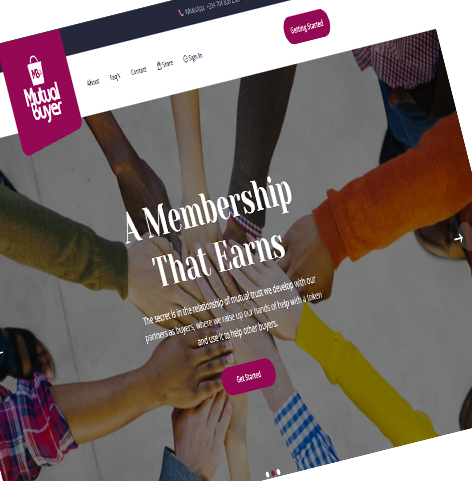 WhatsApp: +234
Getting Started
About
Faq's
Contact
Share
Sign In
MB
Mutual
Buyer
A Membership
That Earns
The secret is in the relationship of mutual trust we develop with our
partners as buyers, where we raise up our hands of help with a token
and use it to help other buyers.
Get Started